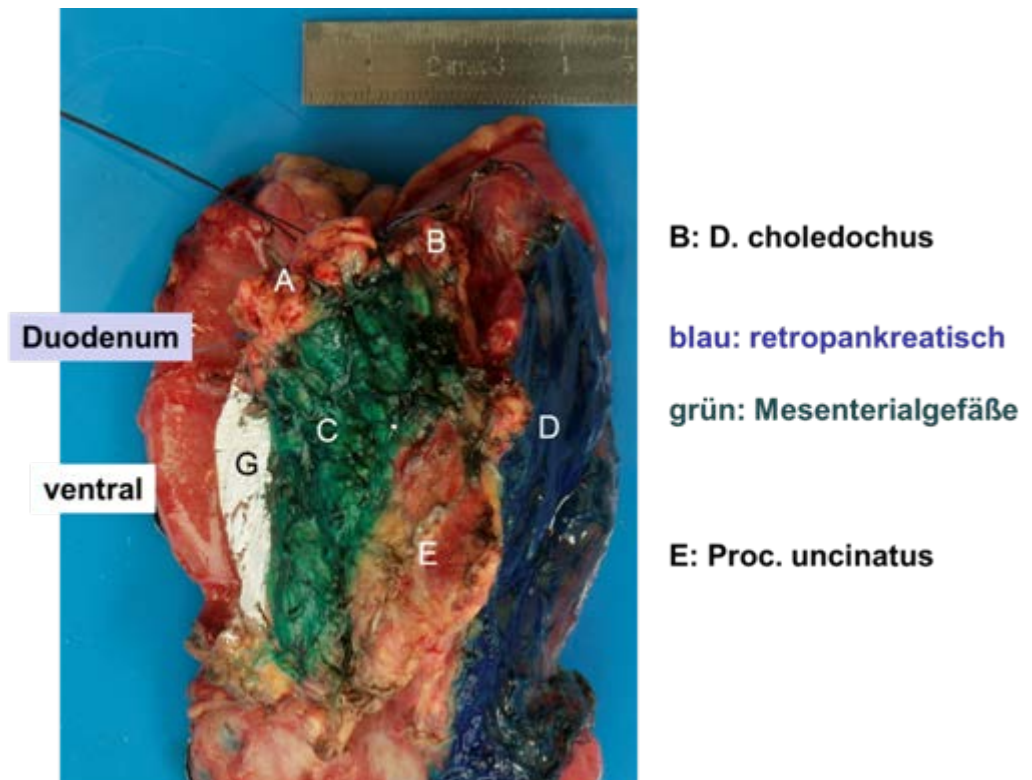 B
A
B: D. choledochus
Duodenum
blau: retropankreatisch
grün: Mesenterialgefäße
C
D
G
ventral
E
E: Proc. uncinatus